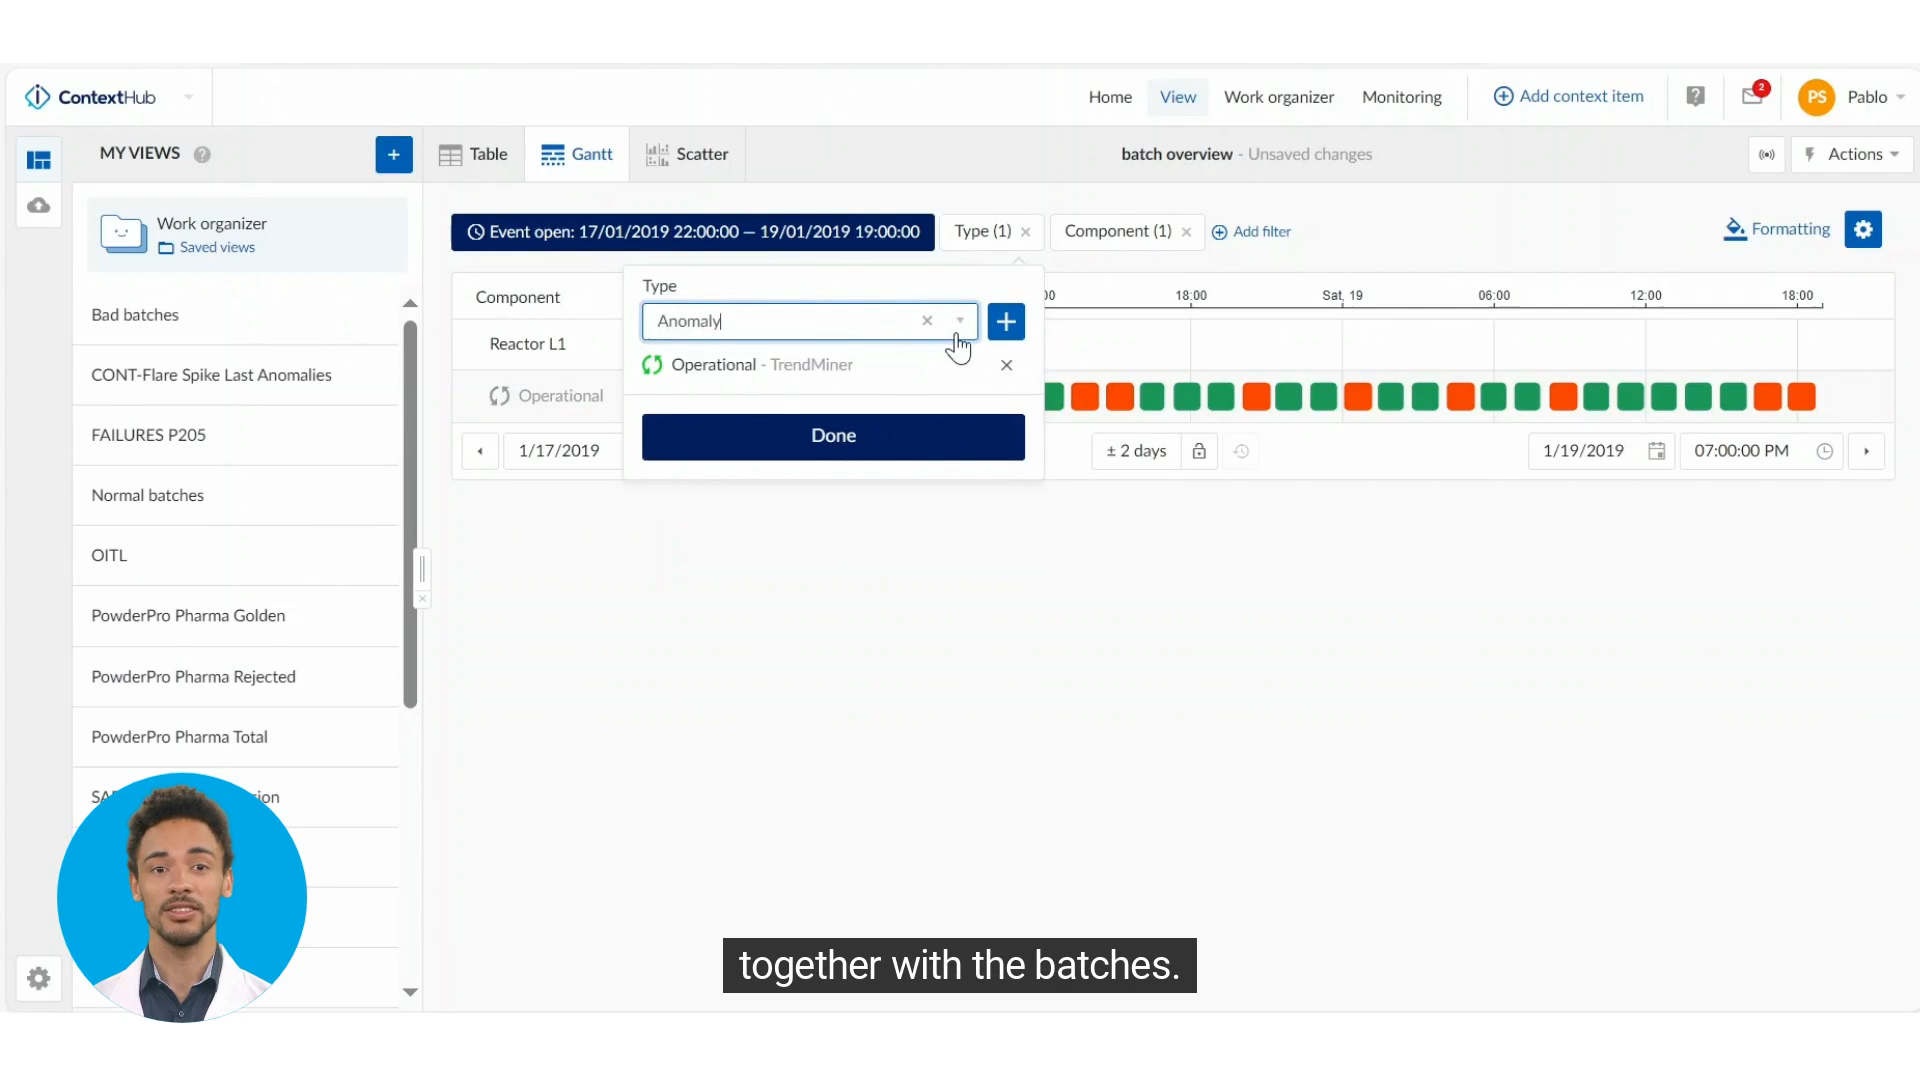 ContextHub
Home
View
Work organizer
Monitoring
Add context item
2
PS
Pablo
MY VIEWS
Table
Gantt
Scatter
batch overview - Unsaved changes
Actions
Work organizer
Saved views
Event open: 17/01/2019 22:00:00 — 19/01/2019 19:00:00
Type (1)
Component (1)
Add filter
Formatting
Bad batches
CONT-Flare Spike Last Anomalies
FAILURES P205
Normal batches
OITL
PowderPro Pharma Golden
PowderPro Pharma Rejected
PowderPro Pharma Total
Component
Type
18:00
Sat, 19
06:00
12:00
18:00
Anomaly
Reactor L1
Operational - TrendMiner
Operational
Done
1/17/2019
± 2 days
1/19/2019
07:00:00 PM
together with the batches.